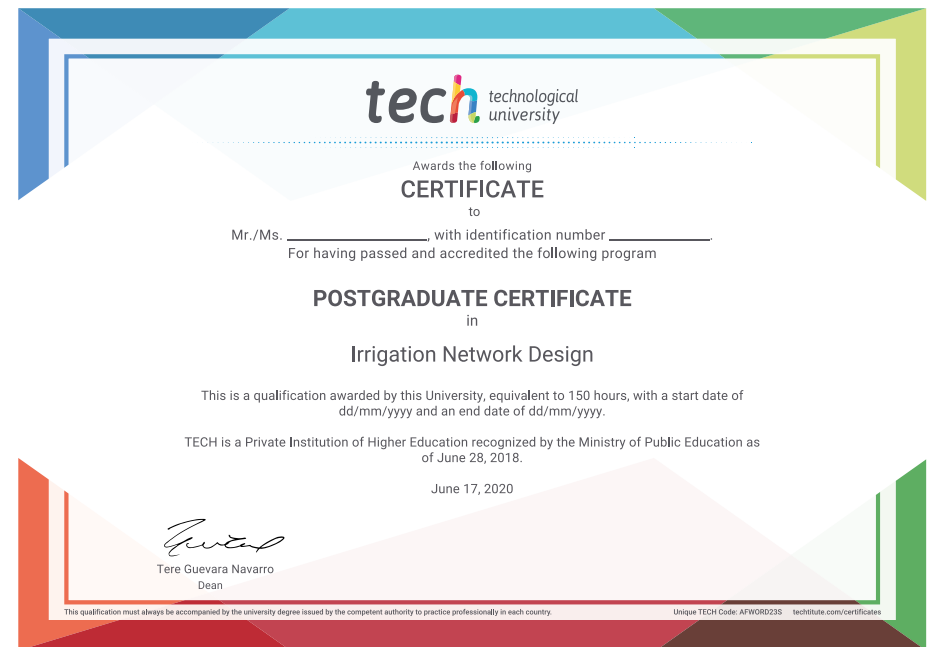 tech technological
university
Awards the following
CERTIFICATE
to
Mr./Ms. ____________, with identification number ____________.
For having passed and accredited the following program
POSTGRADUATE CERTIFICATE
in
Irrigation Network Design
This is a qualification awarded by this University, equivalent to 150 hours, with a start date of
dd/mm/yyyy and an end date of dd/mm/yyyy.
TECH is a Private Institution of Higher Education recognized by the Ministry of Public Education as
of June 28, 2018.
June 17, 2020
Tere Guevara Navarro
Dean
This qualification must always be accompanied by the university degree issued by the competent authority to practice professionally in each country.
Unique TECH Code: AFWORD23S techtitute.com/certificates